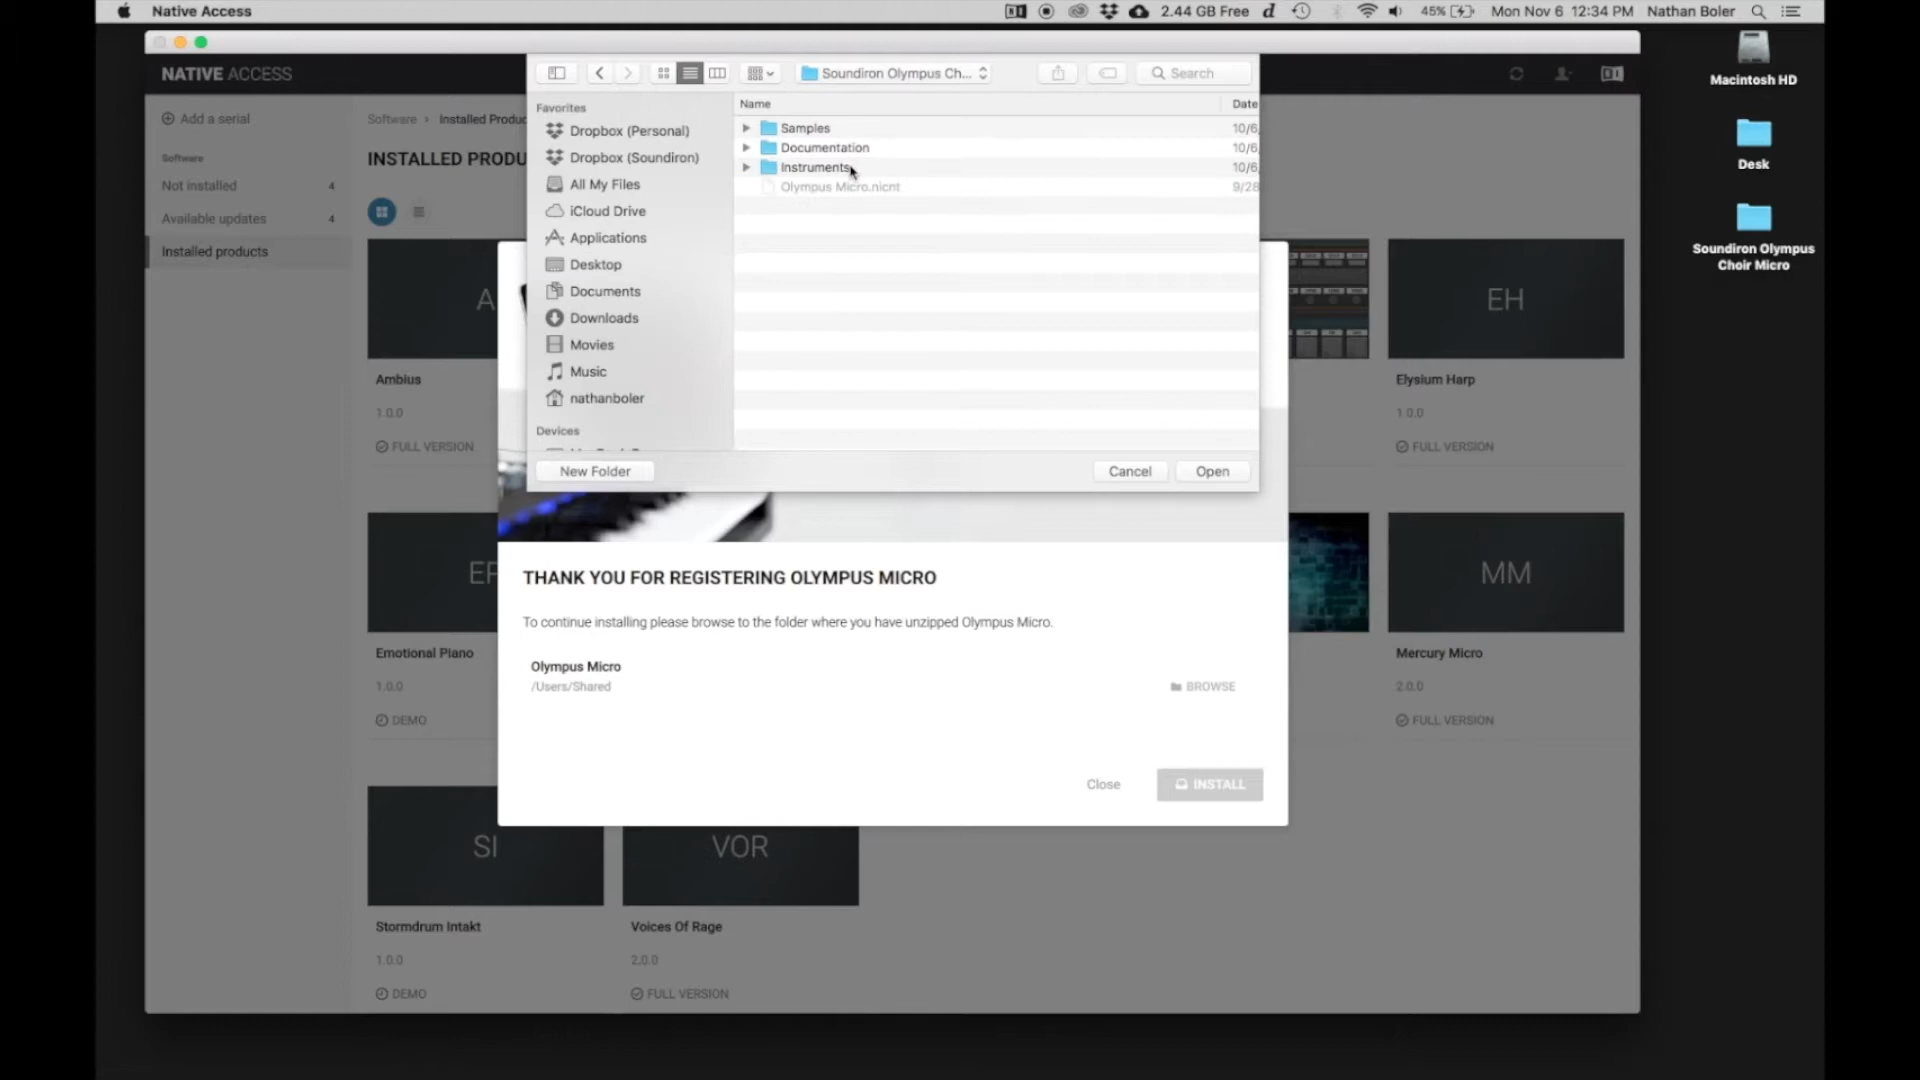 Native Access
2.44 GB Free
45%
Mon Nov 6 12:34 PM
Nathan Boler
NATIVE ACCESS
Add a serial
Software
Not installed 4
Available updates 4
Installed products
Software > Installed Produc
INSTALLED PRODU
Soundiron Olympus Ch...
Search
Favorites
Dropbox (Personal)
Dropbox (Soundiron)
All My Files
iCloud Drive
Applications
Desktop
Documents
Downloads
Movies
Music
nathanboler
Devices
Name Date
Samples 10/6
Documentation 10/6
Instruments 10/6
Olympus Micro.nicnt 9/28
New Folder
Cancel
Open
Macintosh HD
Desk
Soundiron Olympus
Choir Micro
A
Ambius
1.0.0
FULL VERSION
EH
Elysium Harp
1.0.0
FULL VERSION
THANK YOU FOR REGISTERING OLYMPUS MICRO
To continue installing please browse to the folder where you have unzipped Olympus Micro.
Olympus Micro
/Users/Shared
BROWSE
Close
INSTALL
EP
Emotional Piano
1.0.0
DEMO
MM
Mercury Micro
2.0.0
FULL VERSION
SI
Stormdrum Intakt
1.0.0
DEMO
VOR
Voices Of Rage
2.0.0
FULL VERSION